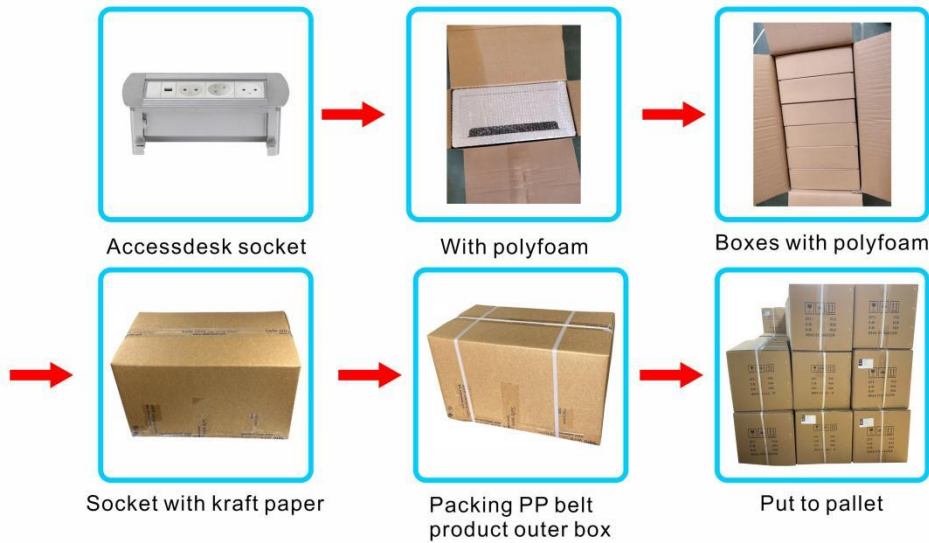 Accessdesk socket
With polyfoam
Boxes with polyfoam
Socket with kraft paper
Packing PP belt
product outer box
Put to pallet